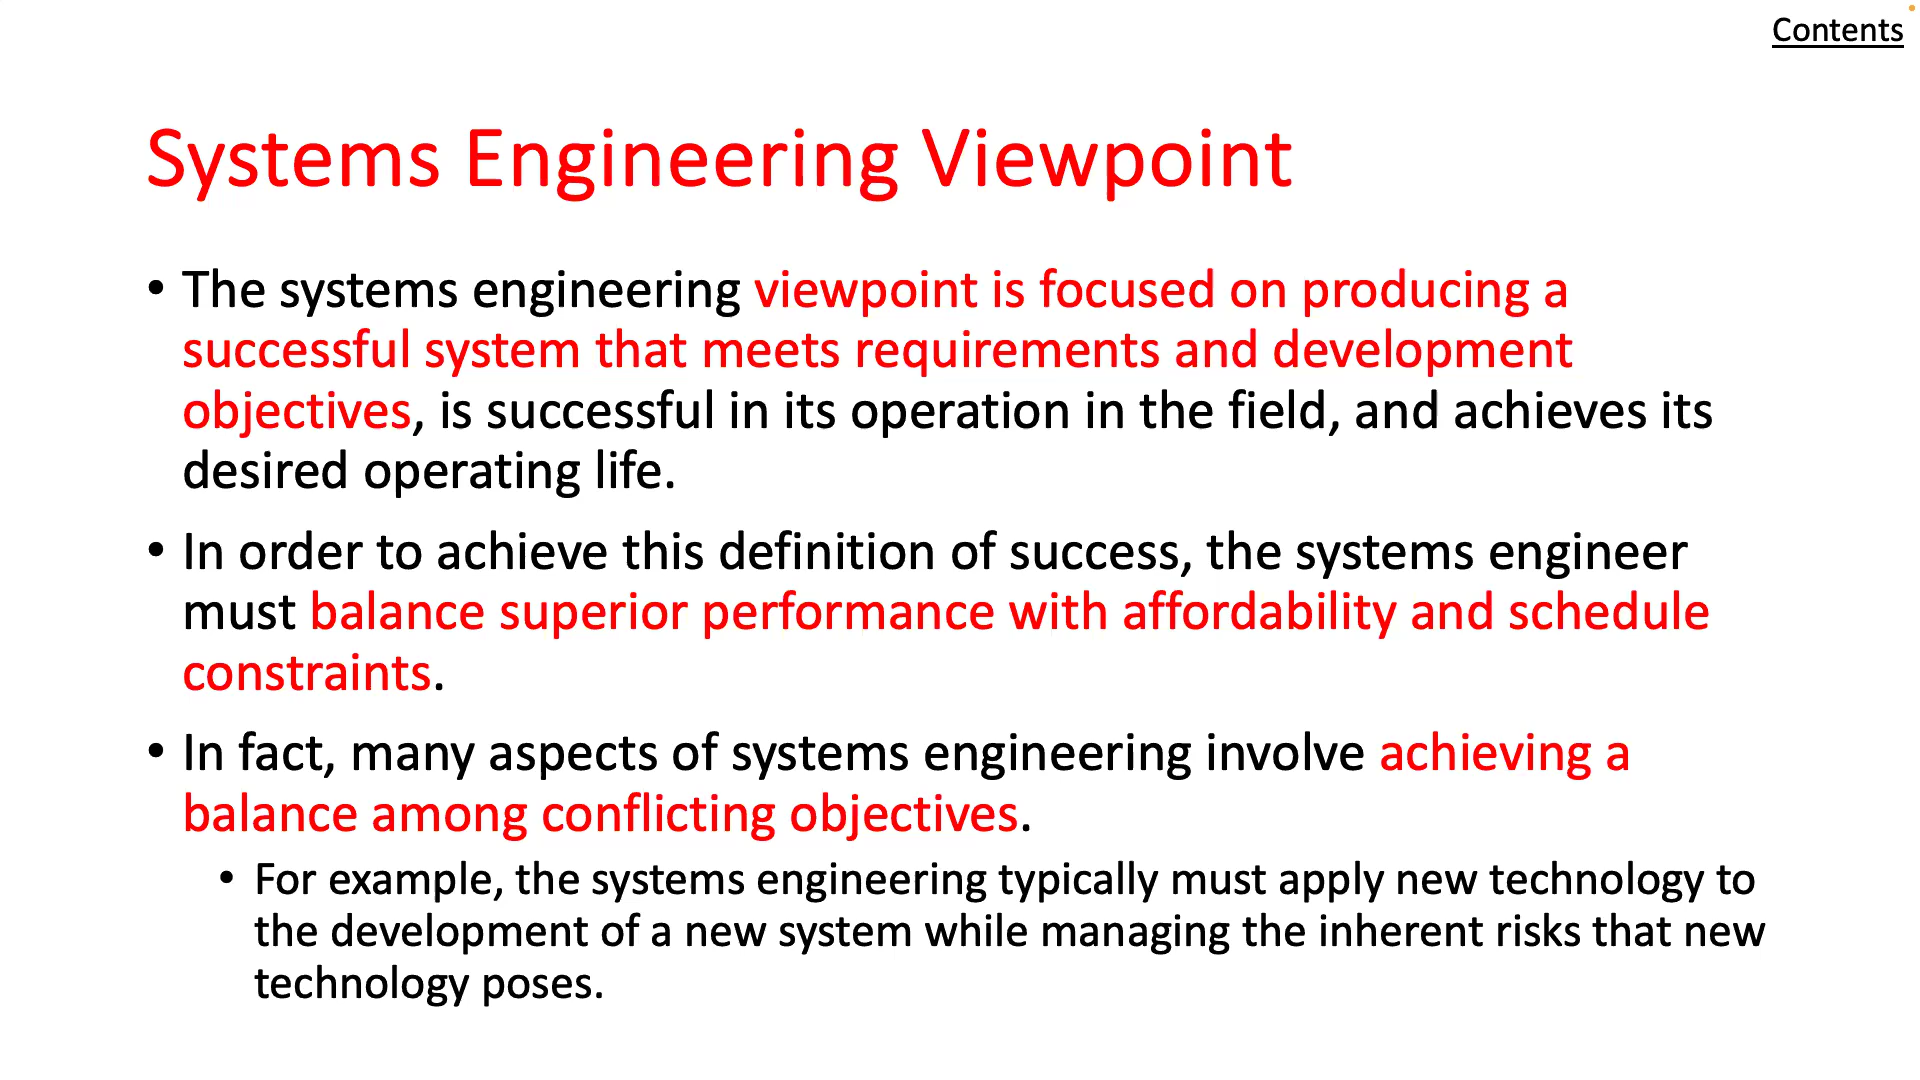 Contents
Systems Engineering Viewpoint
• The systems engineering viewpoint is focused on producing a
successful system that meets requirements and development
objectives, is successful in its operation in the field, and achieves its
desired operating life.
• In order to achieve this definition of success, the systems engineer
must balance superior performance with affordability and schedule
constraints.
• In fact, many aspects of systems engineering involve achieving a
balance among conflicting objectives.
• For example, the systems engineering typically must apply new technology to
the development of a new system while managing the inherent risks that new
technology poses.